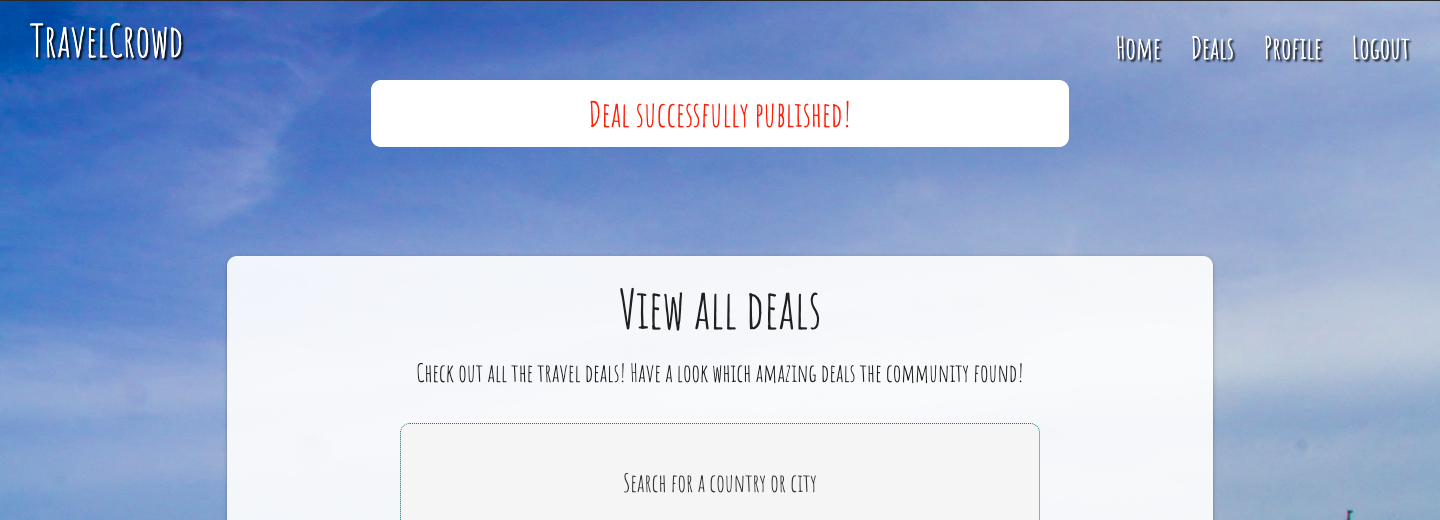 TravelCrowd
Home Deals Profile Logout
Deal successfully published!
View all deals
Check out all the travel deals! Have a look which amazing deals the community found!
Search for a country or city